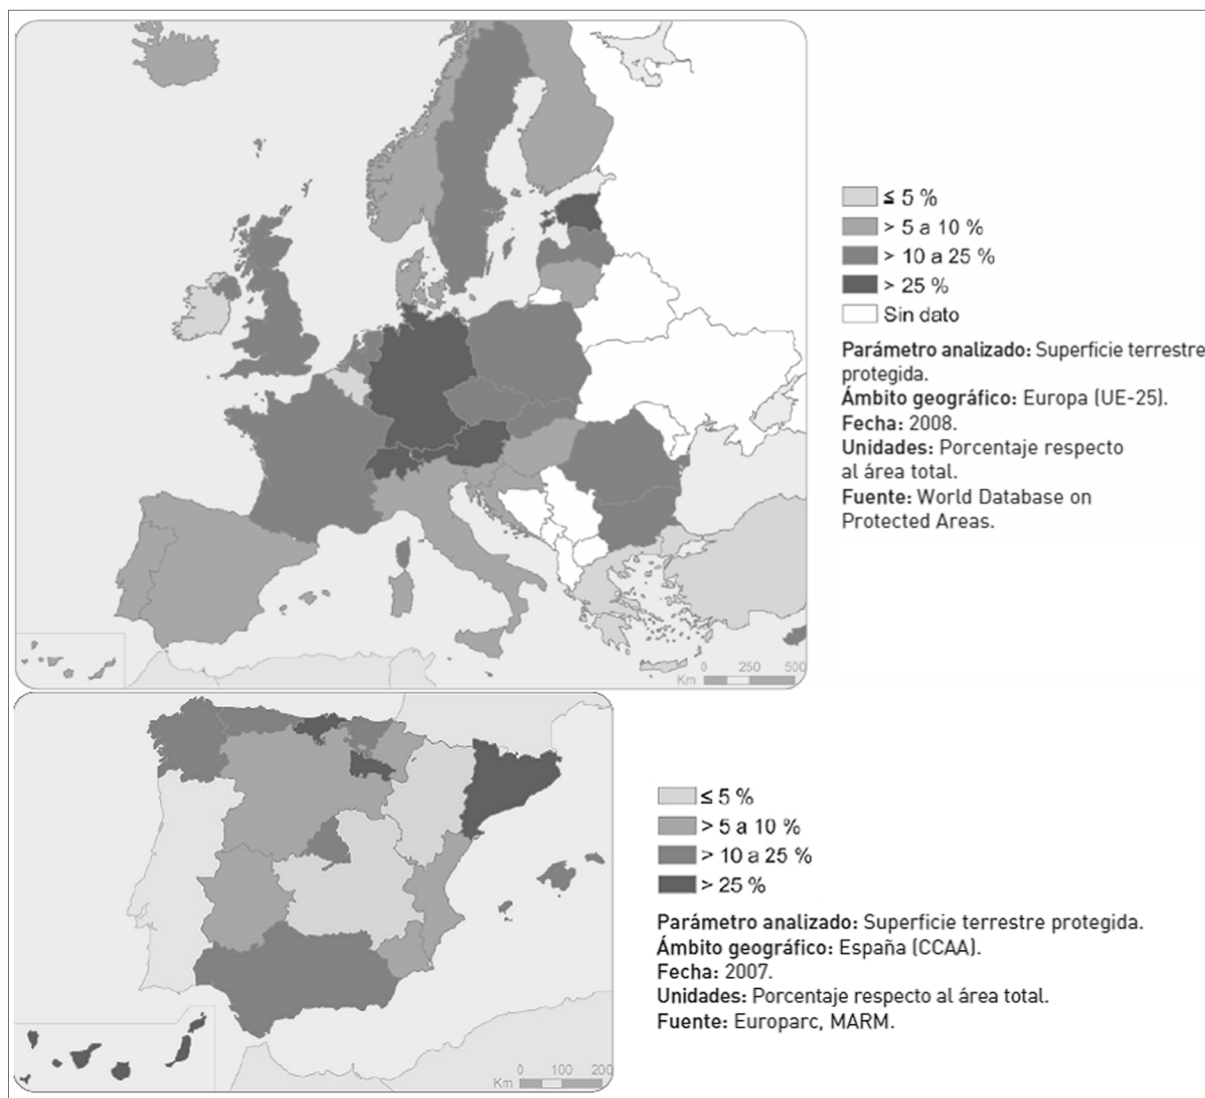 ≤ 5 %
> 5 a 10 %
> 10 a 25 %
> 25 %
Sin dato
Parámetro analizado: Superficie terrestre
protegida.
Ámbito geográfico: Europa (UE-25).
Fecha: 2008.
Unidades: Porcentaje respecto
al área total.
Fuente: World Database on
Protected Areas.
0 250 500
Km
≤ 5 %
> 5 a 10 %
> 10 a 25 %
> 25 %
Parámetro analizado: Superficie terrestre protegida.
Ámbito geográfico: España (CCAA).
Fecha: 2007.
Unidades: Porcentaje respecto al área total.
Fuente: Europarc, MARM.
0 100 200
Km